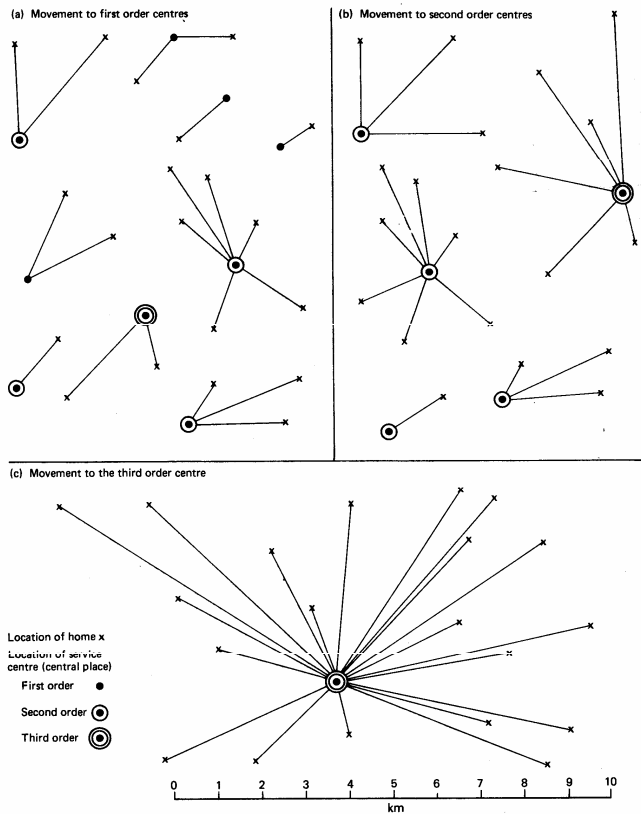 (a) Movement to first order centres
(b) Movement to second order centres
(c) Movement to the third order centre
Location of home x
Location of service
centre (central place)
First order
Second order
Third order
0 1 2 3 4 5 6 7 8 9 10
km